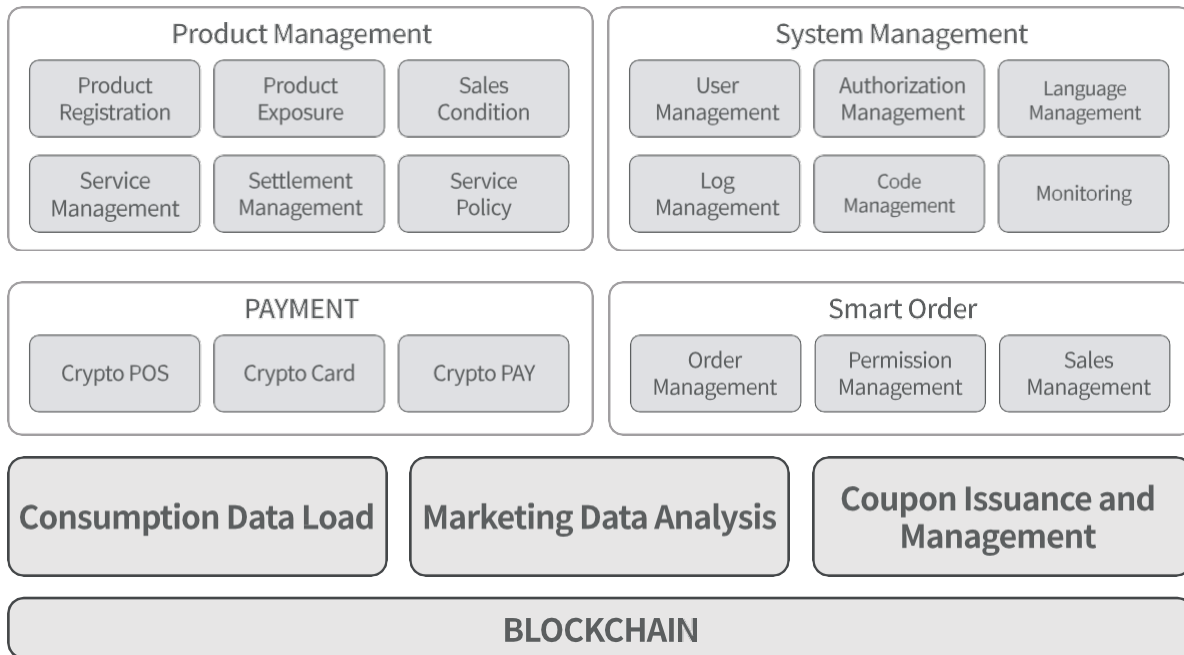 Product Management
Product
Registration
Product
Exposure
Sales
Condition
Service
Management
Settlement
Management
Service
Policy
System Management
User
Management
Authorization
Management
Language
Management
Log
Management
Code
Management
Monitoring
PAYMENT
Crypto POS
Crypto Card
Crypto PAY
Smart Order
Order
Management
Permission
Management
Sales
Management
Consumption Data Load
Marketing Data Analysis
Coupon Issuance and
Management
BLOCKCHAIN